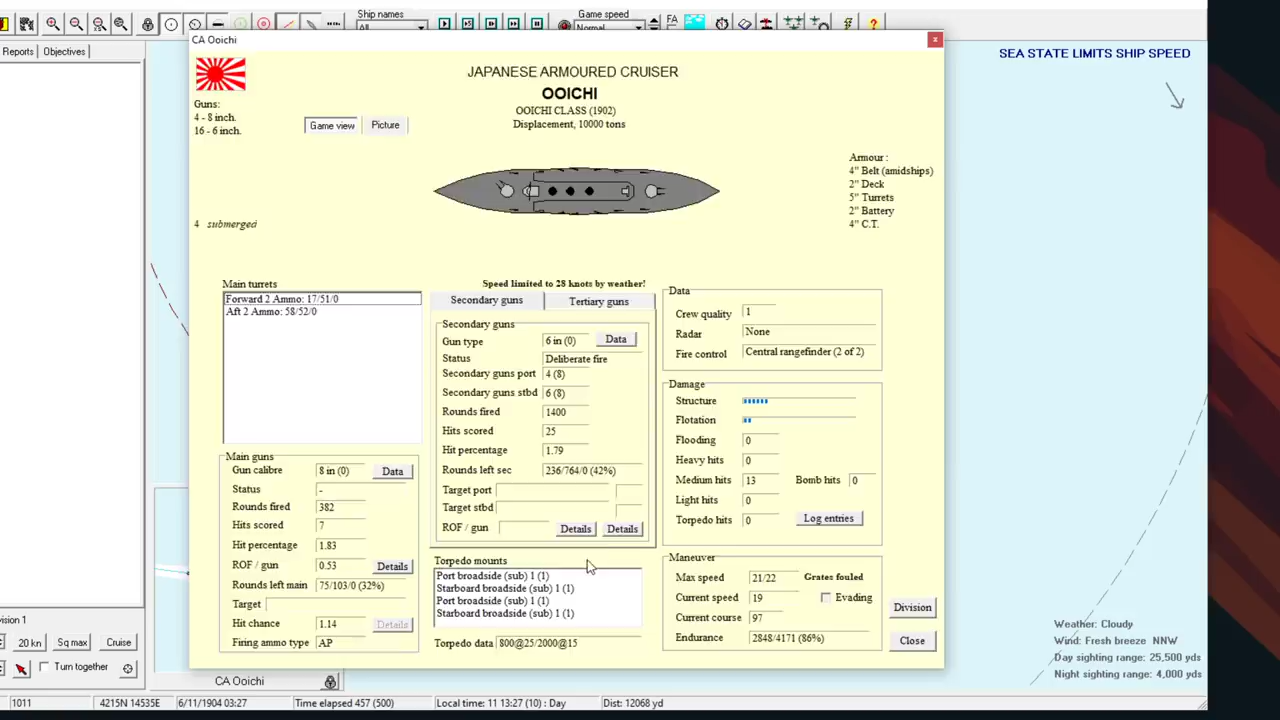 Ship names
All
Game speed
Normal
FA
CA Ooichi
Reports
Objectives
SEA STATE LIMITS SHIP SPEED
JAPANESE ARMOURED CRUISER
OOICHI
OOICHI CLASS (1902)
Displacement, 10000 tons
Guns:
4 - 8 inch.
16 - 6 inch.
Game view
Picture
Armour :
4" Belt (amidships)
2" Deck
5" Turrets
2" Battery
4" C.T.
4 submerged
Main turrets
Forward 2 Ammo: 17/51/0
Aft 2 Ammo: 58/52/0
Main guns
Gun calibre 8 in (0) Data
Status -
Rounds fired 382
Hits scored 7
Hit percentage 1.83
ROF / gun 0.53 Details
Rounds left main 75/103/0 (32%)
Target
Hit chance 1.14 Details
Firing ammo type AP
Speed limited to 28 knots by weather!
Secondary guns Tertiary guns
Secondary guns
Gun type 6 in (0) Data
Status Deliberate fire
Secondary guns port 4 (8)
Secondary guns stbd 6 (8)
Rounds fired 1400
Hits scored 25
Hit percentage 1.79
Rounds left sec 236/764/0 (42%)
Target port
Target stbd
ROF / gun Details Details
Torpedo mounts
Port broadside (sub) 1 (1)
Starboard broadside (sub) 1 (1)
Port broadside (sub) 1 (1)
Starboard broadside (sub) 1 (1)
Torpedo data 800@25/2000@15
Data
Crew quality 1
Radar None
Fire control Central rangefinder (2 of 2)
Damage
Structure
Flotation
Flooding 0
Heavy hits 0
Medium hits 13 Bomb hits 0
Light hits 0
Torpedo hits 0 Log entries
Maneuver
Max speed 21/22 Grates fouled
Current speed 19 Evading
Current course 97
Endurance 2848/4171 (86%)
Division
Close
vision 1
20 kn Sq max Cruise
Turn together
CA Ooichi
Weather: Cloudy
Wind: Fresh breeze NNW
Day sighting range: 25,500 yds
Night sighting range: 4,000 yds
1011 4215N 14535E 6/11/1904 03:27 Time elapsed 457 (500) Local time: 11 13:27 (10) : Day Dist: 12068 yd